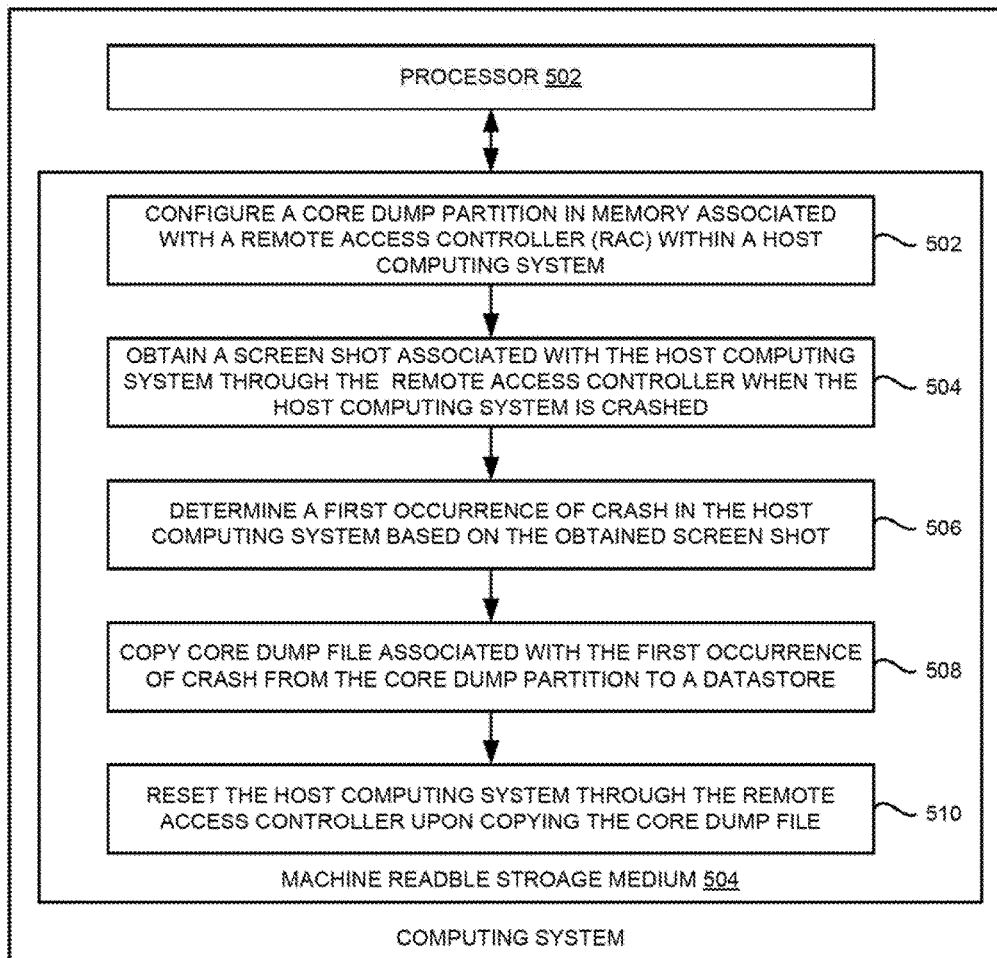 PROCESSOR 502
CONFIGURE A CORE DUMP PARTITION IN MEMORY ASSOCIATED
WITH A REMOTE ACCESS CONTROLLER (RAC) WITHIN A HOST
COMPUTING SYSTEM
502
OBTAIN A SCREEN SHOT ASSOCIATED WITH THE HOST COMPUTING
SYSTEM THROUGH THE REMOTE ACCESS CONTROLLER WHEN THE
HOST COMPUTING SYSTEM IS CRASHED
504
DETERMINE A FIRST OCCURRENCE OF CRASH IN THE HOST
COMPUTING SYSTEM BASED ON THE OBTAINED SCREEN SHOT
506
COPY CORE DUMP FILE ASSOCIATED WITH THE FIRST OCCURRENCE
OF CRASH FROM THE CORE DUMP PARTITION TO A DATASTORE
508
RESET THE HOST COMPUTING SYSTEM THROUGH THE REMOTE
ACCESS CONTROLLER UPON COPYING THE CORE DUMP FILE
510
MACHINE READBLE STROAGE MEDIUM 504
COMPUTING SYSTEM